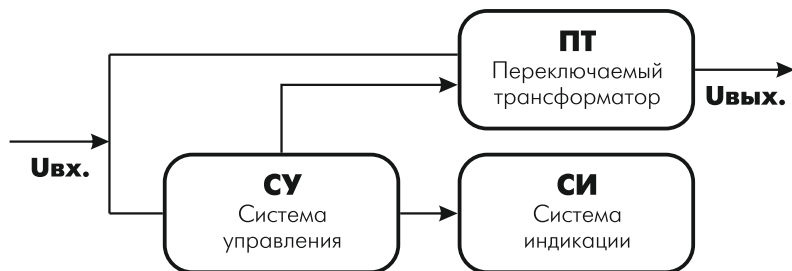 ПТ
Переключаемый
трансформатор
Uвых.
Uвх.
СУ
Система
управления
СИ
Система
индикации